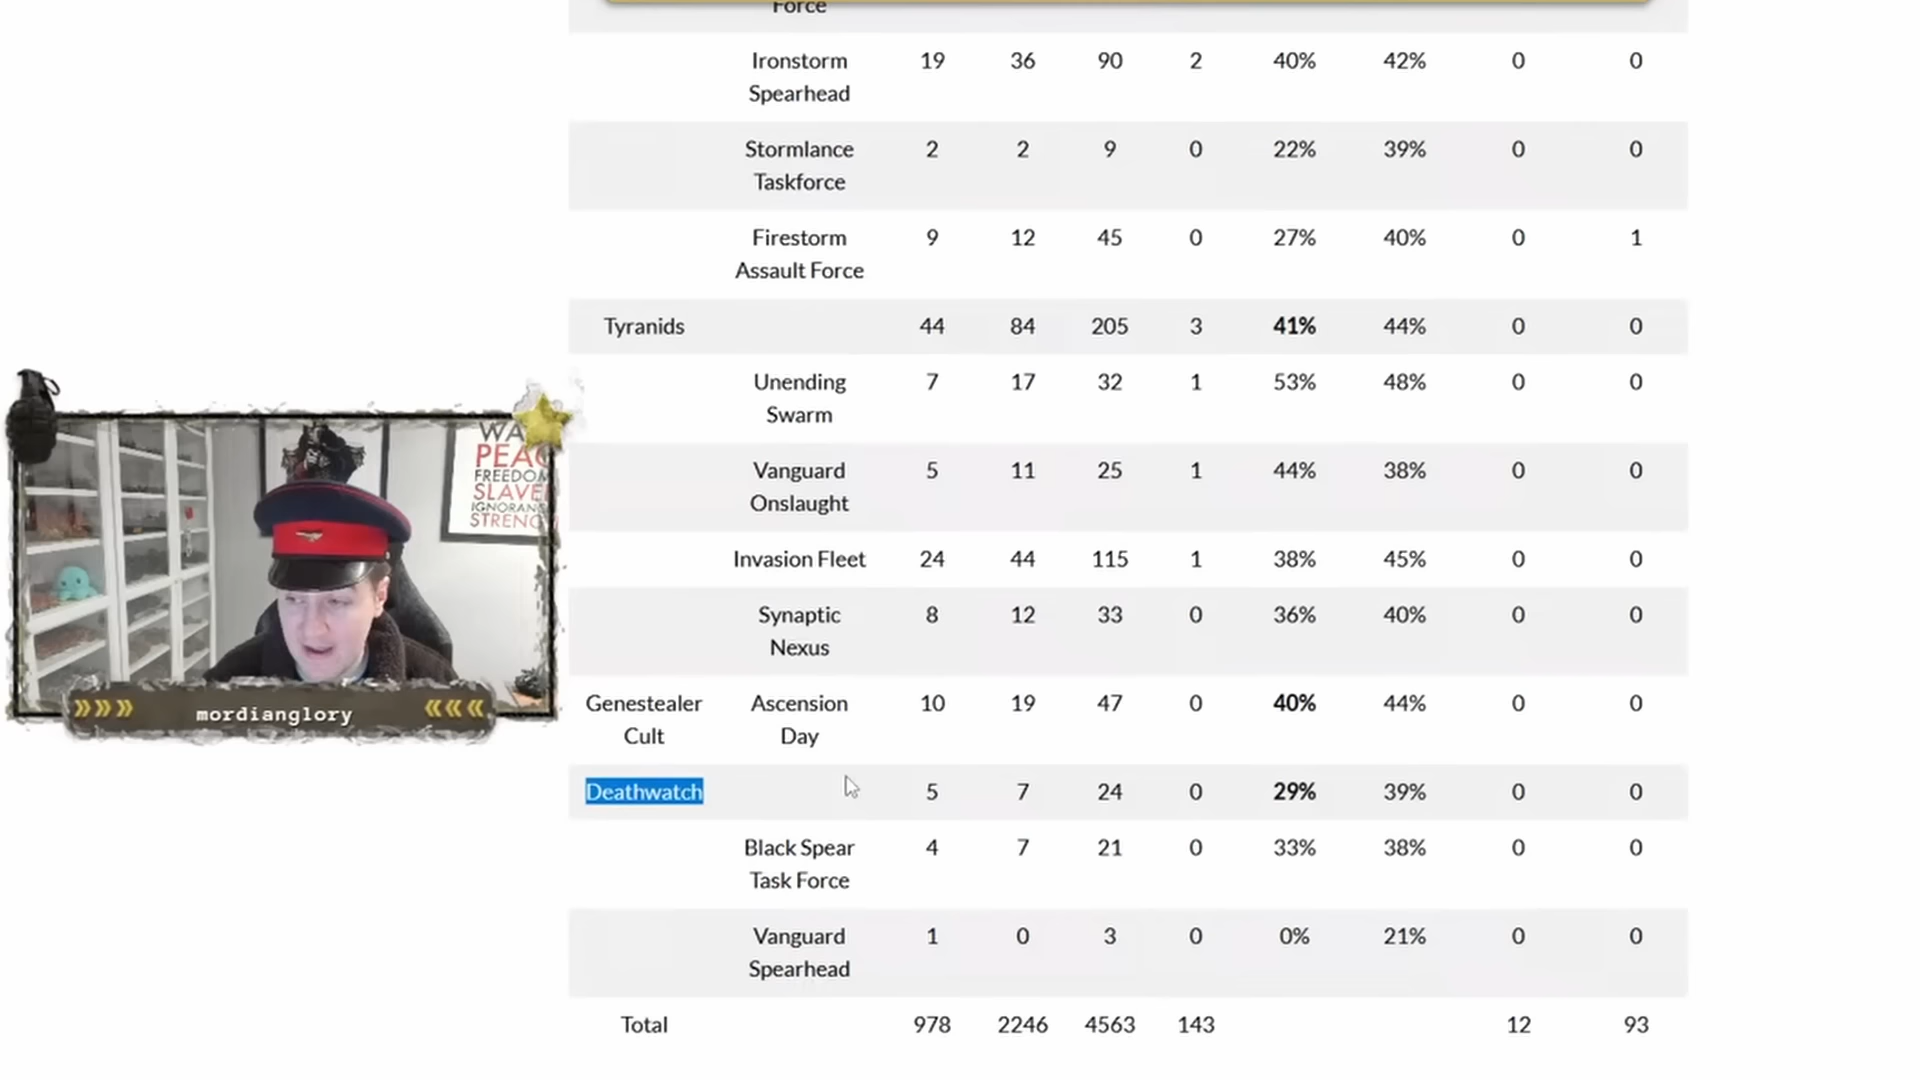 Force
Ironstorm 19 36 90 2 40% 42% 0 0
Spearhead
Stormlance 2 2 9 0 22% 39% 0 0
Taskforce
Firestorm 9 12 45 0 27% 40% 0 1
Assault Force
Tyranids 44 84 205 3 41% 44% 0 0
Unending 7 17 32 1 53% 48% 0 0
Swarm
Vanguard 5 11 25 1 44% 38% 0 0
Onslaught
Invasion Fleet 24 44 115 1 38% 45% 0 0
Synaptic 8 12 33 0 36% 40% 0 0
Nexus
Genestealer Ascension 10 19 47 0 40% 44% 0 0
Cult Day
Deathwatch 5 7 24 0 29% 39% 0 0
Black Spear 4 7 21 0 33% 38% 0 0
Task Force
Vanguard 1 0 3 0 0% 21% 0 0
Spearhead
Total 978 2246 4563 143 12 93
WA
PEAC
FREEDOM
SLAVE
IGNORANC
STRENG
mordianglory